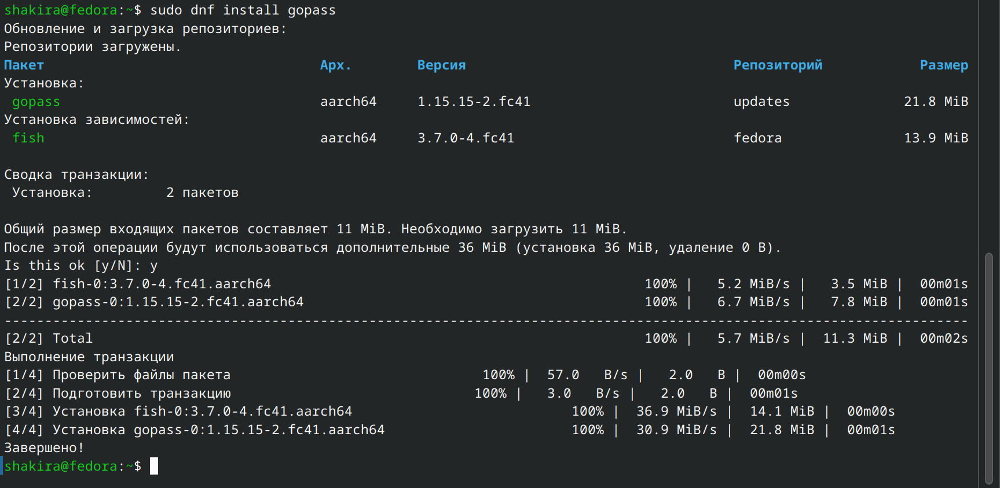 shakira@fedora:~$ sudo dnf install gopass
Обновление и загрузка репозиториев:
Репозитории загружены.
Пакет Арх. Версия Репозиторий Размер
Установка:
gopass aarch64 1.15.15-2.fc41 updates 21.8 MiB
Установка зависимостей:
fish aarch64 3.7.0-4.fc41 fedora 13.9 MiB
Сводка транзакции:
Установка: 2 пакетов
Общий размер входящих пакетов составляет 11 MiB. Необходимо загрузить 11 MiB.
После этой операции будут использоваться дополнительные 36 MiB (установка 36 MiB, удаление 0 B).
Is this ok [y/N]: y
[1/2] fish-0:3.7.0-4.fc41.aarch64 100% | 5.2 MiB/s | 3.5 MiB | 00m01s
[2/2] gopass-0:1.15.15-2.fc41.aarch64 100% | 6.7 MiB/s | 7.8 MiB | 00m01s
-----------------------------------------------------------------------------------------------------------------------
[2/2] Total 100% | 5.7 MiB/s | 11.3 MiB | 00m02s
Выполнение транзакции
[1/4] Проверить файлы пакета 100% | 57.0 B/s | 2.0 B | 00m00s
[2/4] Подготовить транзакцию 100% | 3.0 B/s | 2.0 B | 00m01s
[3/4] Установка fish-0:3.7.0-4.fc41.aarch64 100% | 36.9 MiB/s | 14.1 MiB | 00m00s
[4/4] Установка gopass-0:1.15.15-2.fc41.aarch64 100% | 30.9 MiB/s | 21.8 MiB | 00m01s
Завершено!
shakira@fedora:~$